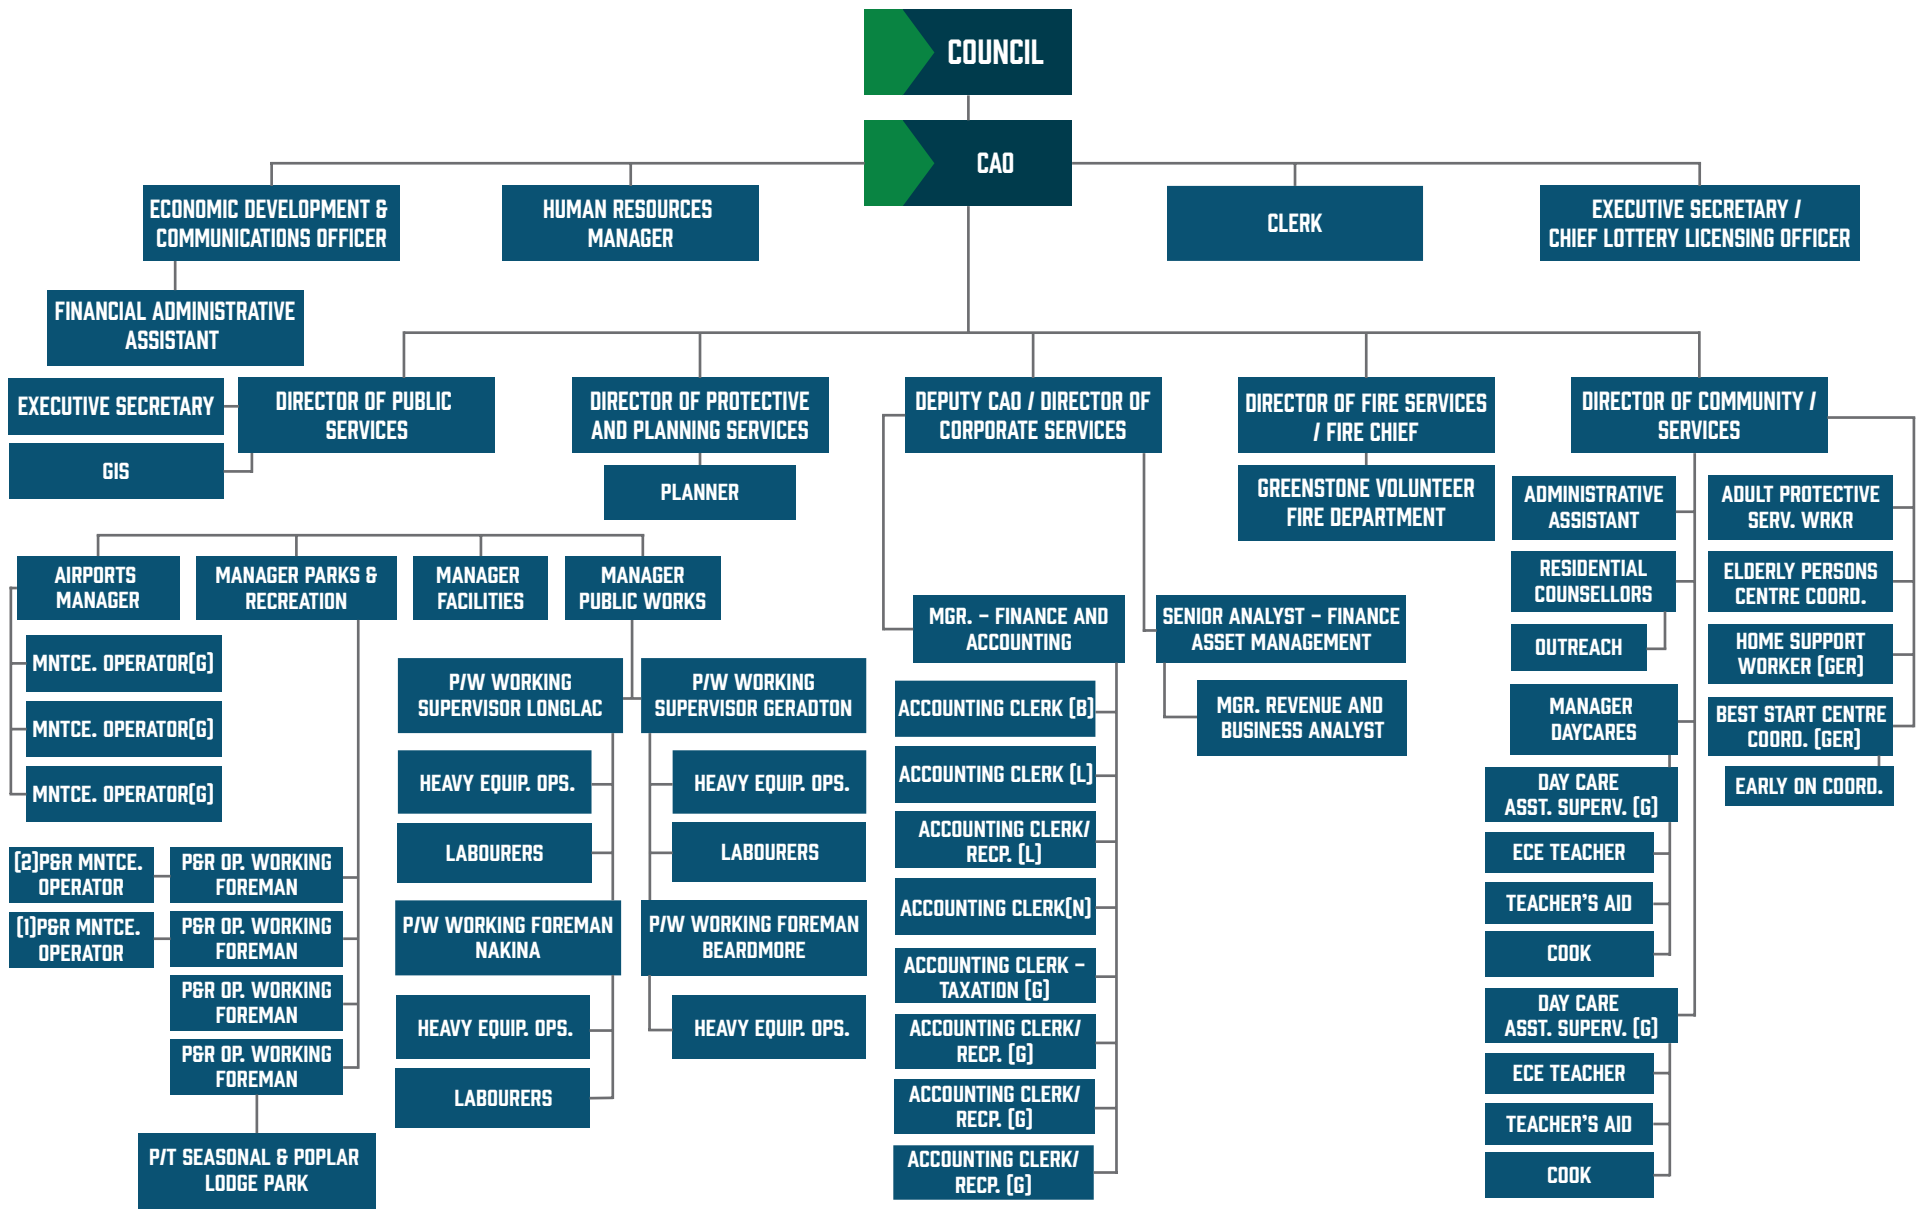 COUNCIL
CAO
ECONOMIC DEVELOPMENT &
COMMUNICATIONS OFFICER
HUMAN RESOURCES
MANAGER
CLERK
EXECUTIVE SECRETARY /
CHIEF LOTTERY LICENSING OFFICER
FINANCIAL ADMINISTRATIVE
ASSISTANT
EXECUTIVE SECRETARY
GIS
DIRECTOR OF PUBLIC
SERVICES
DIRECTOR OF PROTECTIVE
AND PLANNING SERVICES
PLANNER
DEPUTY CAO / DIRECTOR OF
CORPORATE SERVICES
DIRECTOR OF FIRE SERVICES
/ FIRE CHIEF
GREENSTONE VOLUNTEER
FIRE DEPARTMENT
DIRECTOR OF COMMUNITY /
SERVICES
AIRPORTS
MANAGER
MANAGER PARKS &
RECREATION
MANAGER
FACILITIES
MANAGER
PUBLIC WORKS
MNTCE. OPERATOR(G)
MNTCE. OPERATOR(G)
MNTCE. OPERATOR(G)
(2)P&R MNTCE.
OPERATOR
P&R OP. WORKING
FOREMAN
(1)P&R MNTCE.
OPERATOR
P&R OP. WORKING
FOREMAN
P&R OP. WORKING
FOREMAN
P&R OP. WORKING
FOREMAN
P/T SEASONAL & POPLAR
LODGE PARK
P/W WORKING
SUPERVISOR LONGLAC
HEAVY EQUIP. OPS.
LABOURERS
P/W WORKING FOREMAN
NAKINA
HEAVY EQUIP. OPS.
LABOURERS
P/W WORKING
SUPERVISOR GERADTON
HEAVY EQUIP. OPS.
LABOURERS
P/W WORKING FOREMAN
BEARDMORE
HEAVY EQUIP. OPS.
MGR. – FINANCE AND
ACCOUNTING
ACCOUNTING CLERK (B)
ACCOUNTING CLERK (L)
ACCOUNTING CLERK/
RECP. (L)
ACCOUNTING CLERK(N)
ACCOUNTING CLERK –
TAXATION (G)
ACCOUNTING CLERK/
RECP. (G)
ACCOUNTING CLERK/
RECP. (G)
ACCOUNTING CLERK/
RECP. (G)
SENIOR ANALYST – FINANCE
ASSET MANAGEMENT
MGR. REVENUE AND
BUSINESS ANALYST
ADMINISTRATIVE
ASSISTANT
RESIDENTIAL
COUNSELLORS
OUTREACH
MANAGER
DAYCARES
DAY CARE
ASST. SUPERV. (G)
ECE TEACHER
TEACHER'S AID
COOK
DAY CARE
ASST. SUPERV. (G)
ECE TEACHER
TEACHER'S AID
COOK
ADULT PROTECTIVE
SERV. WRKR
ELDERLY PERSONS
CENTRE COORD.
HOME SUPPORT
WORKER (GER)
BEST START CENTRE
COORD. (GER)
EARLY ON COORD.